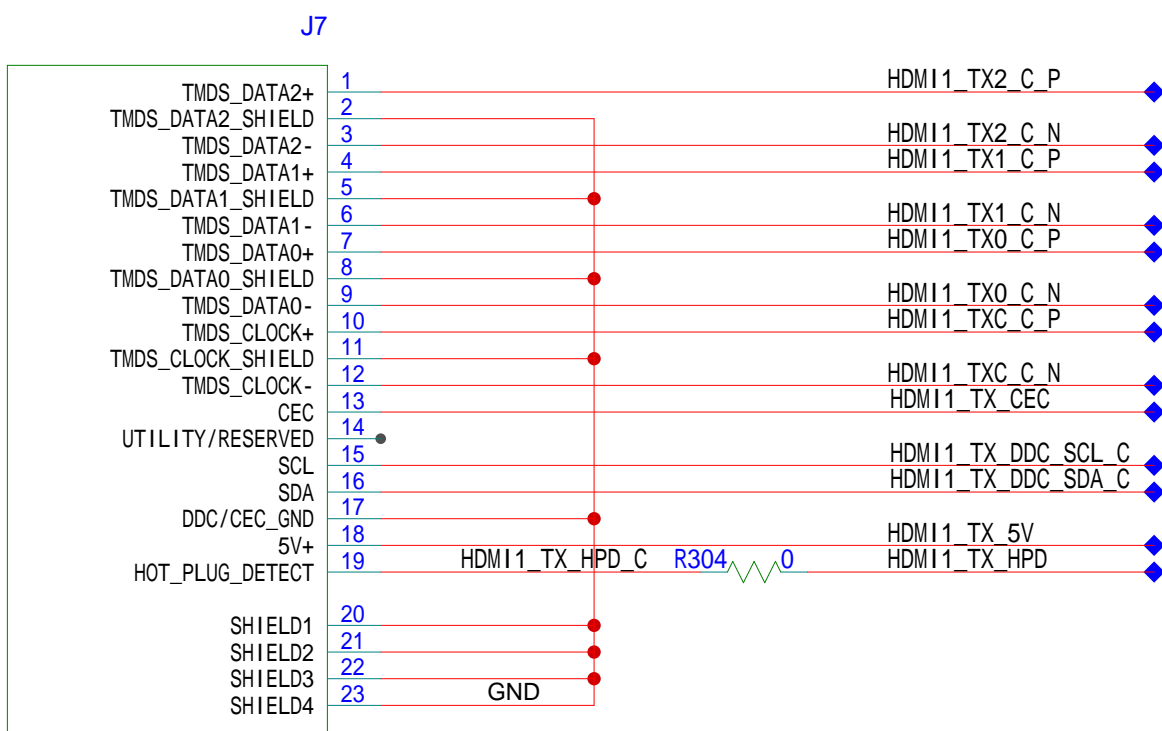 J7
TMDS_DATA2+ 1 HDMI1_TX2_C_P
TMDS_DATA2_SHIELD 2
TMDS_DATA2- 3 HDMI1_TX2_C_N
TMDS_DATA1+ 4 HDMI1_TX1_C_P
TMDS_DATA1_SHIELD 5
TMDS_DATA1- 6 HDMI1_TX1_C_N
TMDS_DATA0+ 7 HDMI1_TX0_C_P
TMDS_DATA0_SHIELD 8
TMDS_DATA0- 9 HDMI1_TX0_C_N
TMDS_CLOCK+ 10 HDMI1_TXC_C_P
TMDS_CLOCK_SHIELD 11
TMDS_CLOCK- 12 HDMI1_TXC_C_N
CEC 13 HDMI1_TX_CEC
UTILITY/RESERVED 14
SCL 15 HDMI1_TX_DDC_SCL_C
SDA 16 HDMI1_TX_DDC_SDA_C
DDC/CEC_GND 17
5V+ 18 HDMI1_TX_5V
HOT_PLUG_DETECT 19 HDMI1_TX_HPD_C R304 0 HDMI1_TX_HPD
SHIELD1 20
SHIELD2 21
SHIELD3 22
SHIELD4 23 GND